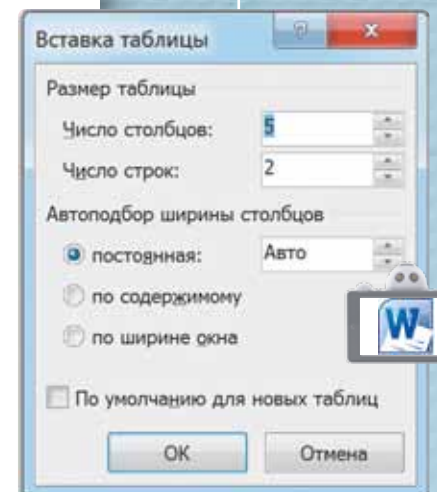 Вставка таблицы
Размер таблицы
Число столбцов: 5
Число строк: 2
Автоподбор ширины столбцов
постоянная: Авто
по содержимому
по ширине окна
W
По умолчанию для новых таблиц
ОК Отмена